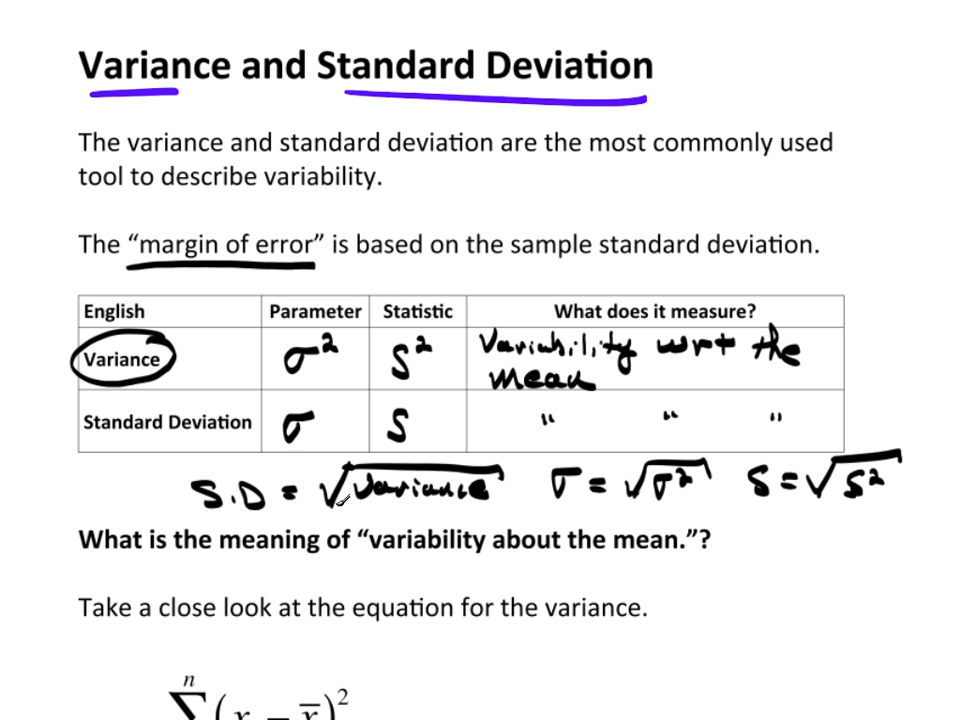 Variance and Standard Deviation
The variance and standard deviation are the most commonly used
tool to describe variability.
The “margin of error” is based on the sample standard deviation.
English Parameter Statistic What does it measure?
Variance σ² s² Variability wrt the
mean
Standard Deviation σ s " " "
S.D = √variance σ = √σ² s = √s²
What is the meaning of “variability about the mean.”?
Take a close look at the equation for the variance.
n
∑(x − x̄)²